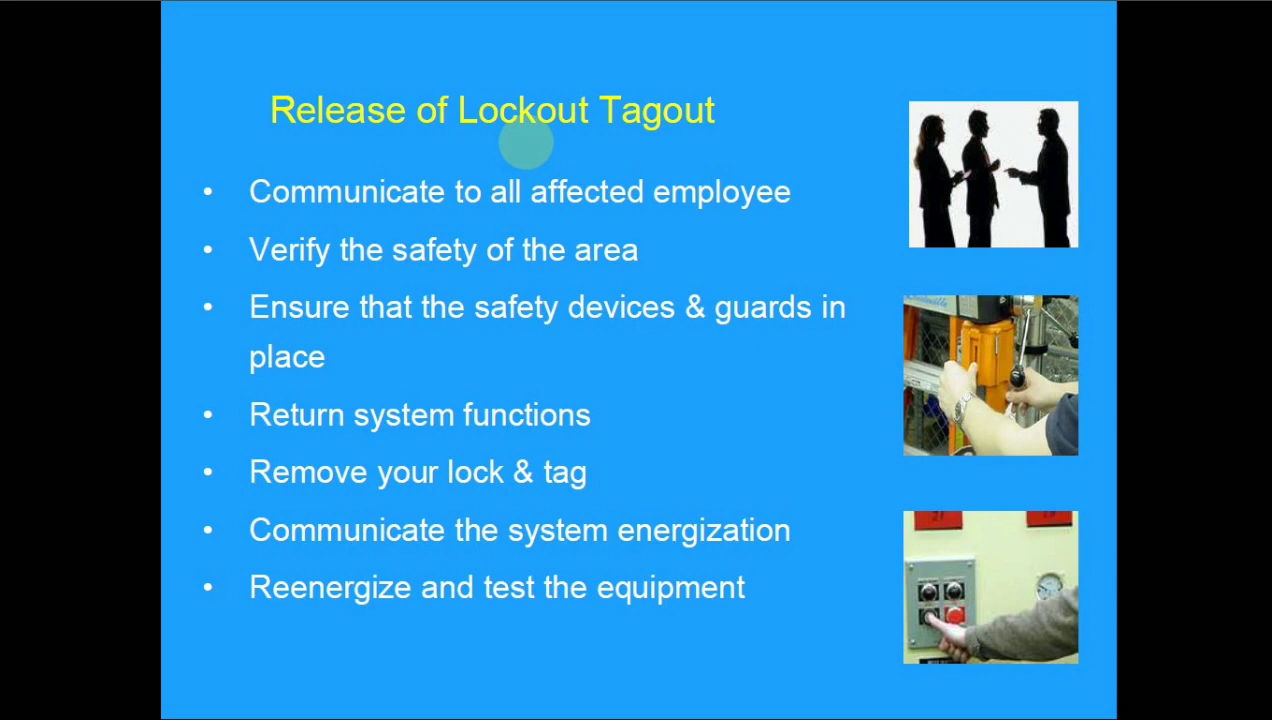 Release of Lockout Tagout
• Communicate to all affected employee
• Verify the safety of the area
• Ensure that the safety devices & guards in
place
• Return system functions
• Remove your lock & tag
• Communicate the system energization
• Reenergize and test the equipment